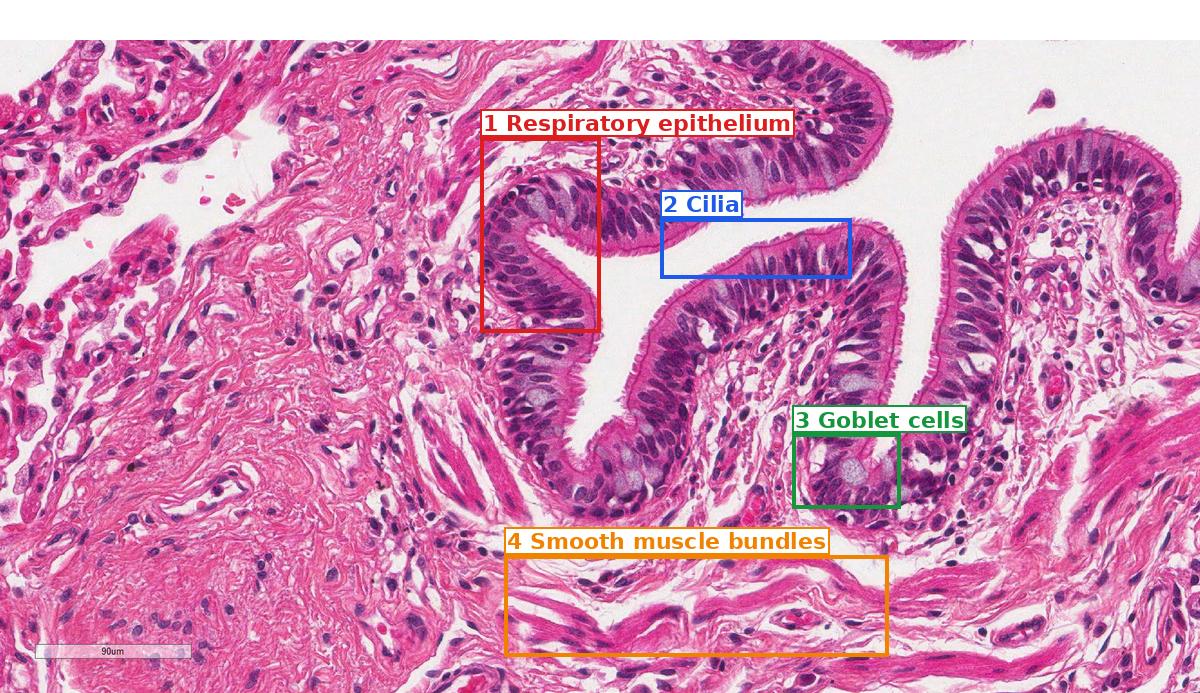 1 Respiratory epithelium
2 Cilia
3 Goblet cells
4 Smooth muscle bundles
90um